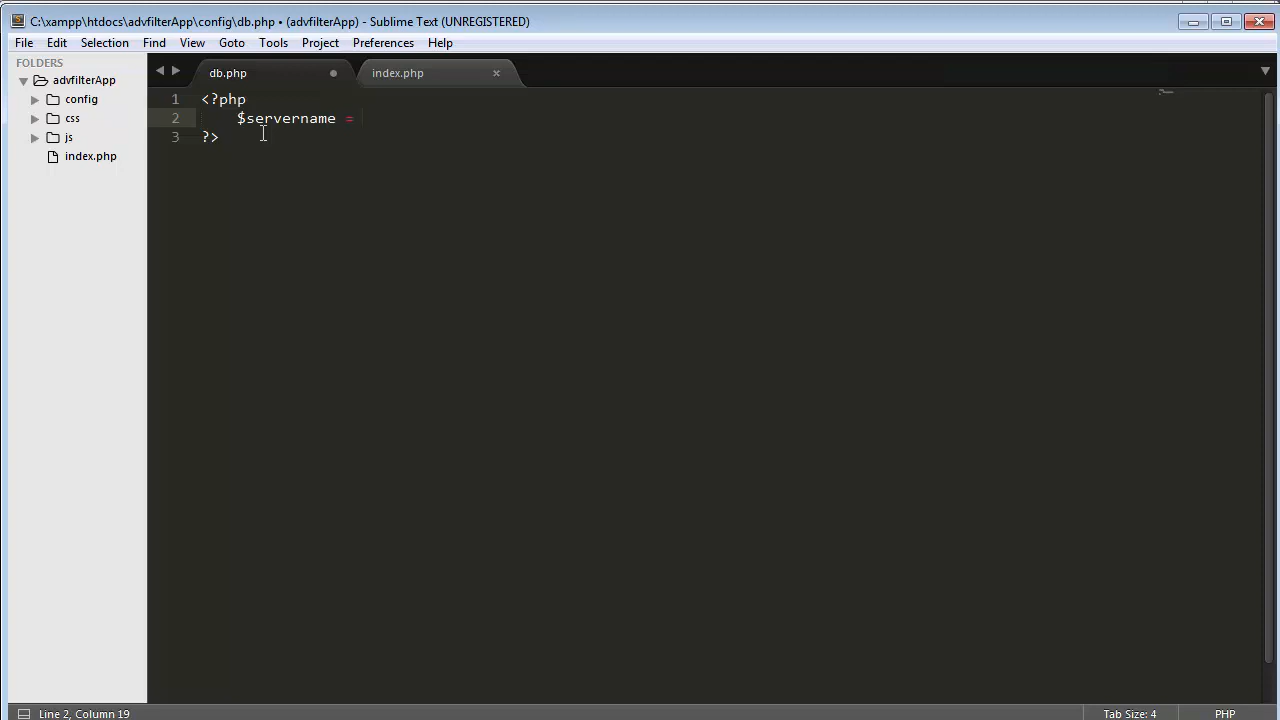 C:\xampp\htdocs\advfilterApp\config\db.php • (advfilterApp) - Sublime Text (UNREGISTERED)
File Edit Selection Find View Goto Tools Project Preferences Help
FOLDERS
advfilterApp
config
css
js
index.php
db.php index.php
1 <?php
2 $servername =
3 ?>
Line 2, Column 19 Tab Size: 4 PHP